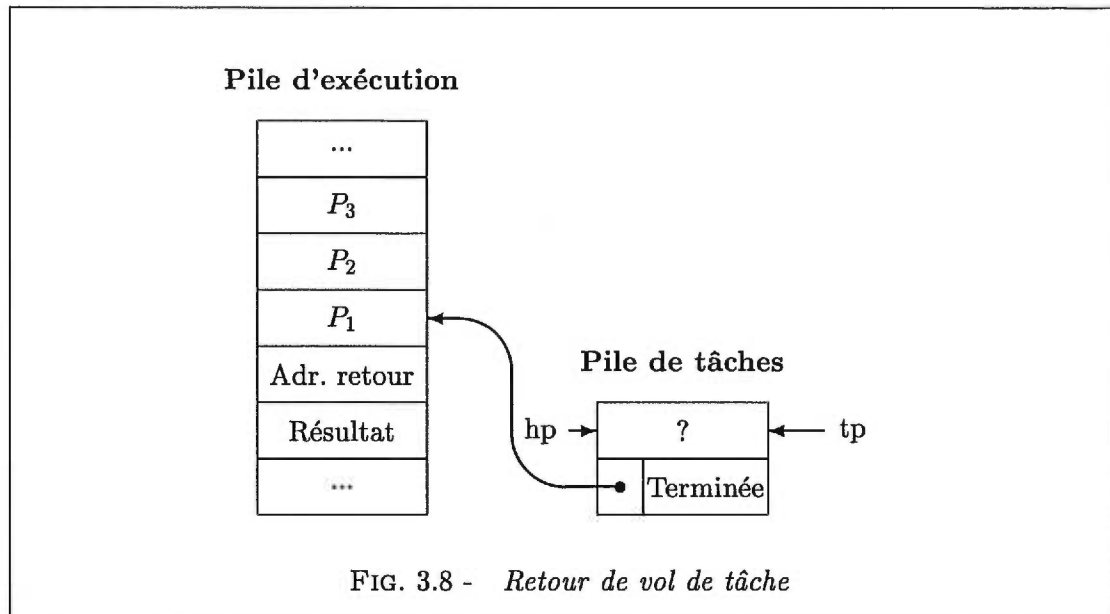 Pile d'exécution
...
P3
P2
P1
Adr. retour
Résultat
...
Pile de tâches
hp
?
tp
Terminée
FIG. 3.8 - Retour de vol de tâche